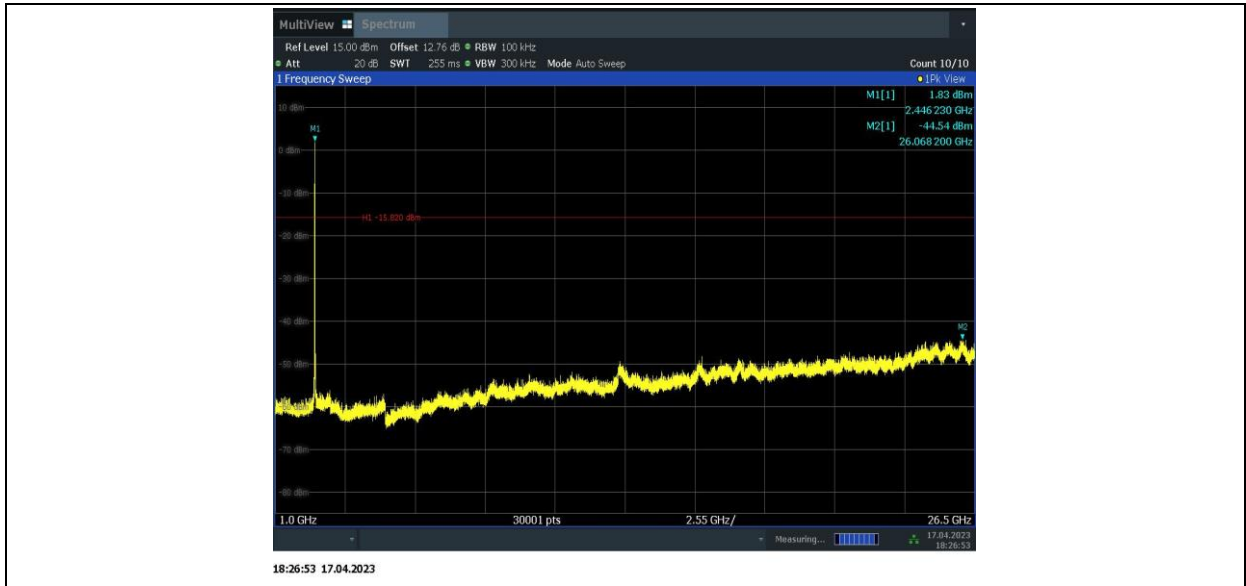 MultiView Spectrum
Ref Level 15.00 dBm Offset 12.76 dB RBW 100 kHz
Att 20 dB SWT 255 ms VBW 300 kHz Mode Auto Sweep Count 10/10
1 Frequency Sweep 1Pk View
M1[1] 1.83 dBm
2.446 230 GHz
M2[1] -44.54 dBm
26.068 200 GHz
10 dBm
M1
0 dBm
-10 dBm
H1 -15.820 dBm
-20 dBm
-30 dBm
-40 dBm
M2
-50 dBm
-60 dBm
-70 dBm
-80 dBm
1.0 GHz 30001 pts 2.55 GHz/ 26.5 GHz
Measuring... 17.04.2023
18:26:53
18:26:53 17.04.2023